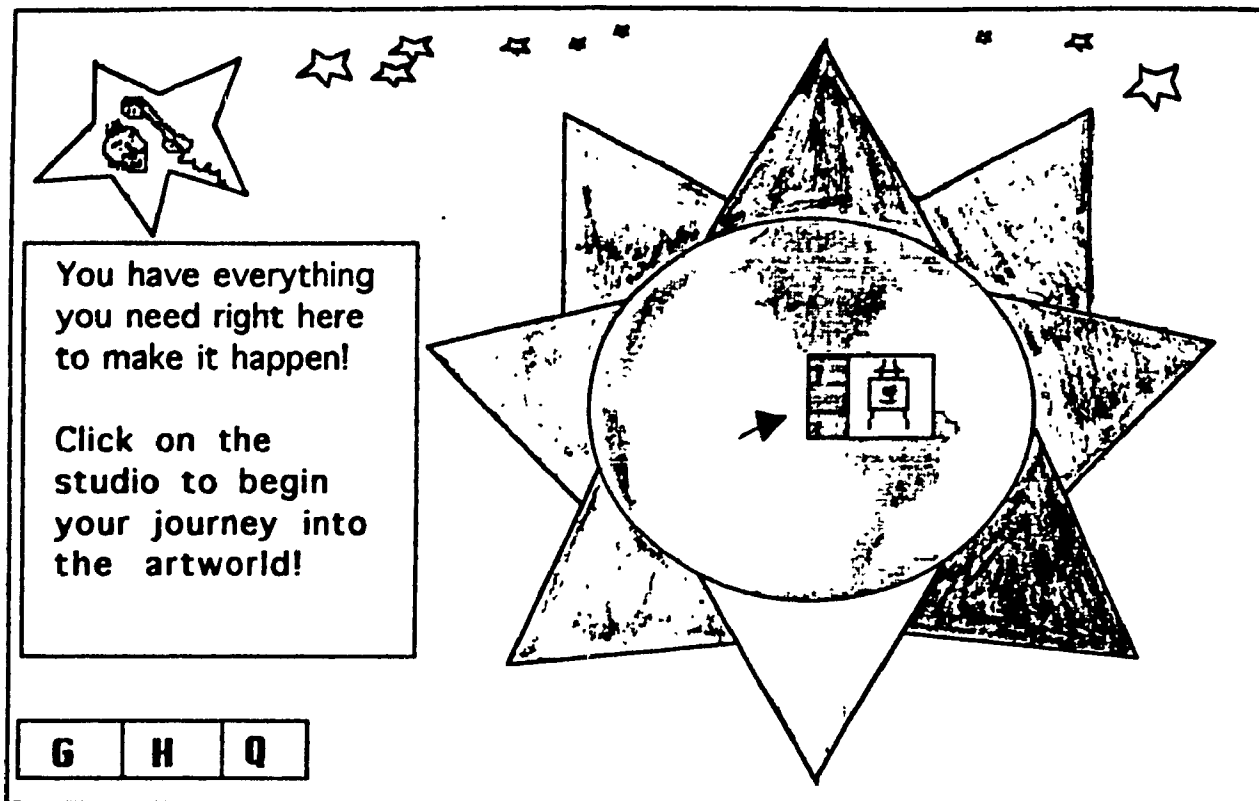 You have everything
you need right here
to make it happen!
Click on the
studio to begin
your journey into
the artworld!
G H Q